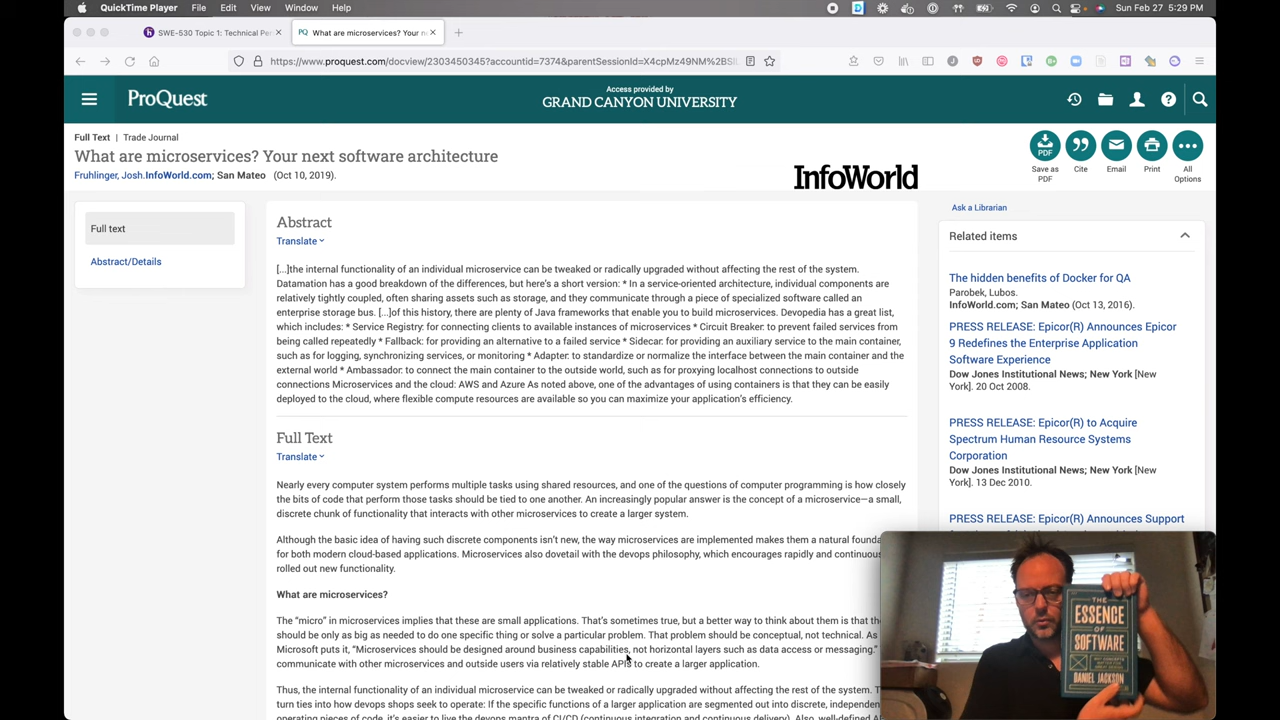 QuickTime Player File Edit View Window Help
Sun Feb 27 5:29 PM
SWE-530 Topic 1: Technical Pe
What are microservices? Your n
https://www.proquest.com/docview/2303450345?accountid=7374&parentSessionId=X4cpMz49NM%2BSI
ProQuest
Access provided by
GRAND CANYON UNIVERSITY
Full Text | Trade Journal
What are microservices? Your next software architecture
Fruhlinger, Josh.InfoWorld.com; San Mateo (Oct 10, 2019).
InfoWorld
PDF
Save as
PDF
Cite
Email
Print
All
Options
Full text
Abstract/Details
Abstract
Translate
[...]the internal functionality of an individual microservice can be tweaked or radically upgraded without affecting the rest of the system.
Datamation has a good breakdown of the differences, but here's a short version: * In a service-oriented architecture, individual components are
relatively tightly coupled, often sharing assets such as storage, and they communicate through a piece of specialized software called an
enterprise storage bus. [...]of this history, there are plenty of Java frameworks that enable you to build microservices. Devopedia has a great list,
which includes: * Service Registry: for connecting clients to available instances of microservices * Circuit Breaker: to prevent failed services from
being called repeatedly * Fallback: for providing an alternative to a failed service * Sidecar: for providing an auxiliary service to the main container,
such as for logging, synchronizing services, or monitoring * Adapter: to standardize or normalize the interface between the main container and the
external world * Ambassador: to connect the main container to the outside world, such as for proxying localhost connections to outside
connections Microservices and the cloud: AWS and Azure As noted above, one of the advantages of using containers is that they can be easily
deployed to the cloud, where flexible compute resources are available so you can maximize your application's efficiency.
Full Text
Translate
Nearly every computer system performs multiple tasks using shared resources, and one of the questions of computer programming is how closely
the bits of code that perform those tasks should be tied to one another. An increasingly popular answer is the concept of a microservice—a small,
discrete chunk of functionality that interacts with other microservices to create a larger system.
Although the basic idea of having such discrete components isn't new, the way microservices are implemented makes them a natural founda
for both modern cloud-based applications. Microservices also dovetail with the devops philosophy, which encourages rapidly and continuous
rolled out new functionality.
What are microservices?
The "micro" in microservices implies that these are small applications. That's sometimes true, but a better way to think about them is that the
should be only as big as needed to do one specific thing or solve a particular problem. That problem should be conceptual, not technical. As
Microsoft puts it, "Microservices should be designed around business capabilities, not horizontal layers such as data access or messaging."
communicate with other microservices and outside users via relatively stable APIs to create a larger application.
Thus, the internal functionality of an individual microservice can be tweaked or radically upgraded without affecting the rest of the system. T
turn ties into how devops shops seek to operate: If the specific functions of a larger application are segmented out into discrete, independen
operating pieces of code, it's easier to live the devops mantra of CI/CD (continuous integration and continuous delivery). Also, well-defined A
Ask a Librarian
Related items
The hidden benefits of Docker for QA
Parobek, Lubos.
InfoWorld.com; San Mateo (Oct 13, 2016).
PRESS RELEASE: Epicor(R) Announces Epicor
9 Redefines the Enterprise Application
Software Experience
Dow Jones Institutional News; New York [New
York]. 20 Oct 2008.
PRESS RELEASE: Epicor(R) to Acquire
Spectrum Human Resource Systems
Corporation
Dow Jones Institutional News; New York [New
York]. 13 Dec 2010.
PRESS RELEASE: Epicor(R) Announces Support
THE
ESSENCE
OF
SOFTWARE
DANIEL JACKSON